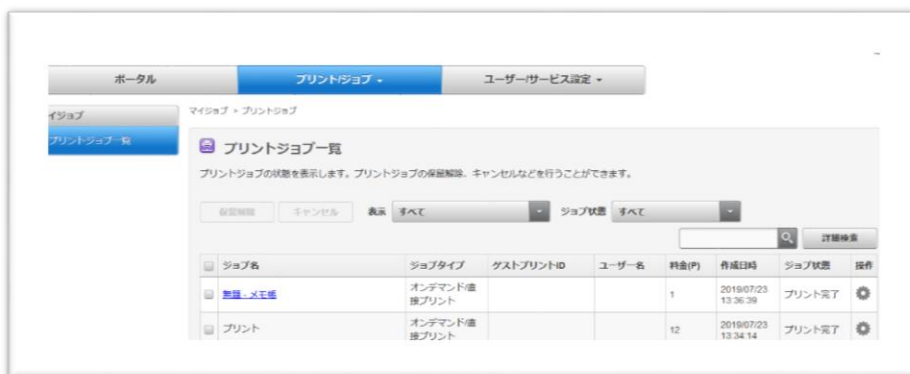 ポータル
プリント/ジョブ
ユーザー/サービス設定
イジョブ
マイジョブ > プリントジョブ
プリントジョブ一覧
プリントジョブ一覧
プリントジョブの状態を表示します。プリントジョブの保留解除、キャンセルなどを行うことができます。
保留解除 キャンセル 表示 すべて ジョブ状態 すべて
詳細検索
ジョブ名 ジョブタイプ ゲストプリントID ユーザー名 料金(P) 作成日時 ジョブ状態 操作
無題 - メモ帳 オンデマンド/直接プリント 1 2019/07/23 13:36:39 プリント完了
プリント オンデマンド/直接プリント 12 2019/07/23 13:34:14 プリント完了